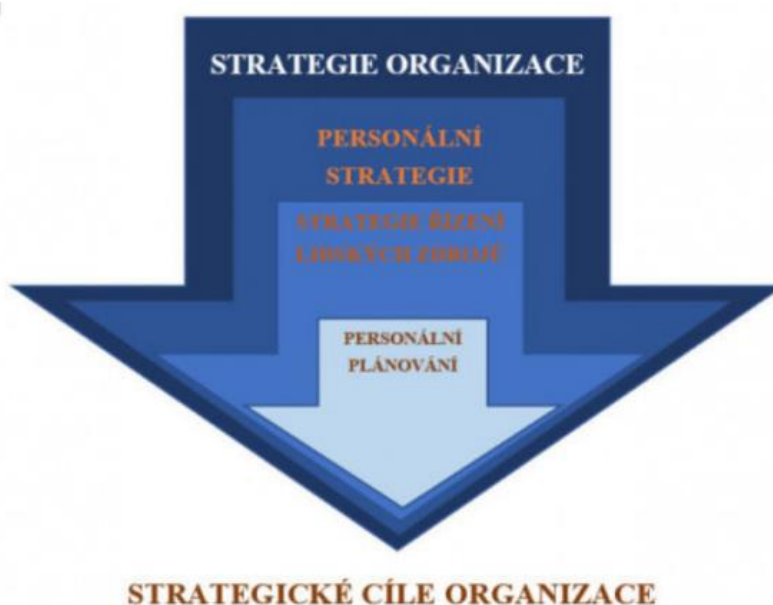 STRATEGIE ORGANIZACE
PERSONÁLNÍ
STRATEGIE
STRATEGIE ŘÍZENÍ
LIDSKÝCH ZDROJŮ
PERSONÁLNÍ
PLÁNOVÁNÍ
STRATEGICKÉ CÍLE ORGANIZACE